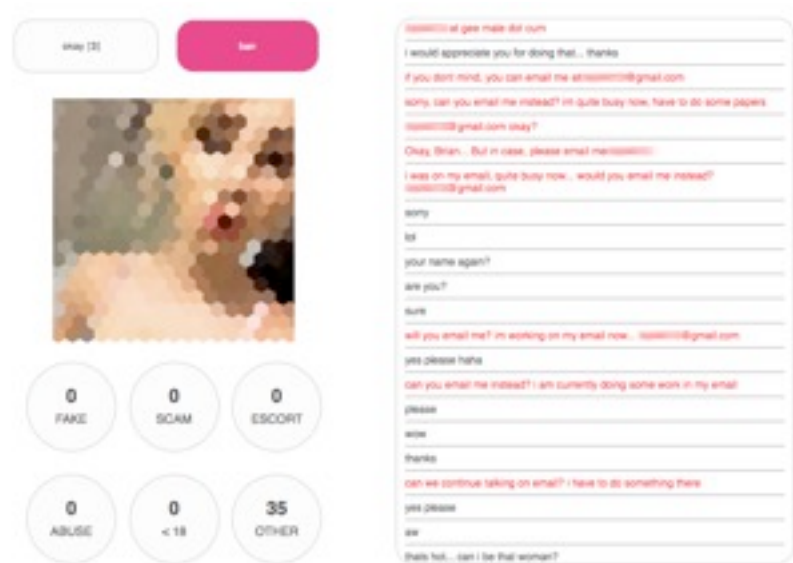 okay [3]
ban
0
FAKE
0
SCAM
0
ESCORT
0
ABUSE
0
< 18
35
OTHER
at gee male dot cum
i would appreciate you for doing that... thanks
if you dont mind, you can email me at @gmail.com
sorry, can you email me instead? im quite busy now, have to do some papers
@gmail.com okay?
Okay, Brian... But in case, please email me
i was on my email, quite busy now... would you email me instead?
@gmail.com
sorry
lol
your name again?
are you?
sure
will you email me? im working on my email now... @gmail.com
yes please haha
can you email me instead? i am currently doing some work in my email
please
wow
thanks
can we continue talking on email? i have to do something there
yes please
aw
thats hot... can i be that woman?